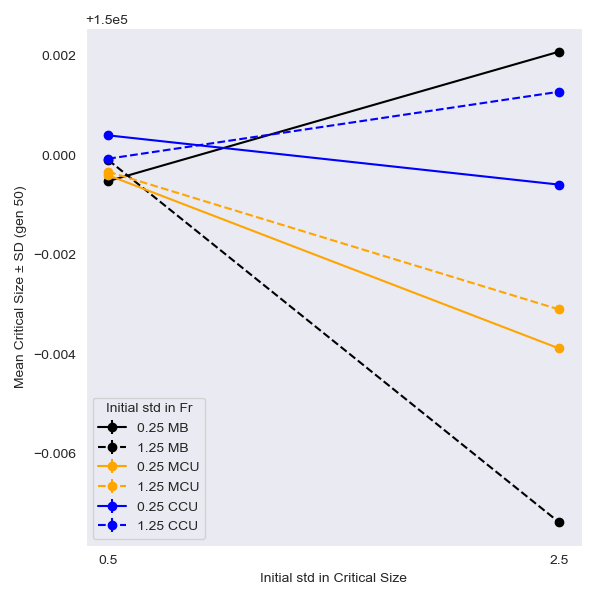 +1.5e5
0.002
0.000
−0.002
−0.004
−0.006
Mean Critical Size ± SD (gen 50)
Initial std in Fr
0.25 MB
1.25 MB
0.25 MCU
1.25 MCU
0.25 CCU
1.25 CCU
0.5
2.5
Initial std in Critical Size